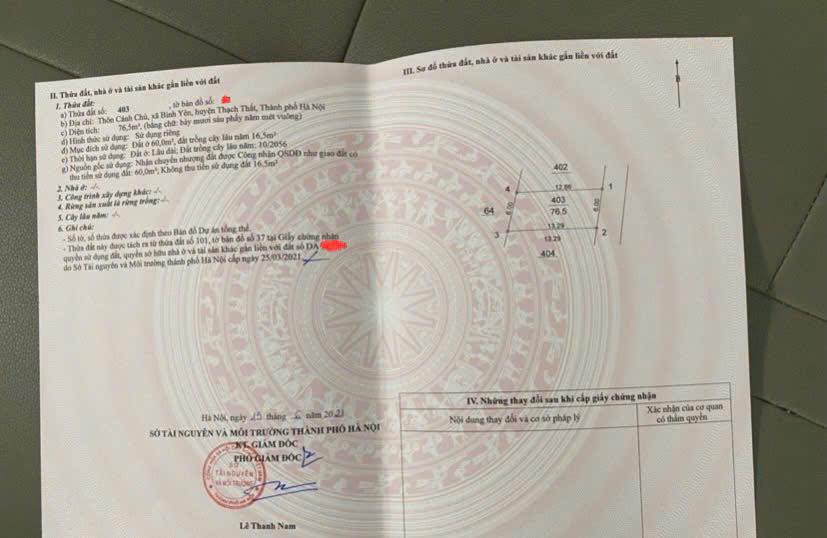 II. Thửa đất, nhà ở và tài sản khác gắn liền với đất
1. Thửa đất:
a) Thửa đất số: 403 , tờ bản đồ số:
b) Địa chỉ: Thôn Cánh Chủ, xã Bình Yên, huyện Thạch Thất, Thành phố Hà Nội
c) Diện tích: 76,5m², (bằng chữ: bảy mươi sáu phẩy năm mét vuông)
d) Hình thức sử dụng: Sử dụng riêng
đ) Mục đích sử dụng: Đất ở 60,0m², đất trồng cây lâu năm 16,5m²
e) Thời hạn sử dụng: Đất ở: Lâu dài; Đất trồng cây lâu năm: 10/2056
g) Nguồn gốc sử dụng: Nhận chuyển nhượng đất được Công nhận QSDĐ như giao đất có
thu tiền sử dụng đất: 60,0m²; Không thu tiền sử dụng đất 16.5m²
2. Nhà ở: -/-.
3. Công trình xây dựng khác: -/-.
4. Rừng sản xuất là rừng trồng: -/-.
5. Cây lâu năm: -/-.
6. Ghi chú:
- Số tờ, số thửa được xác định theo Bản đồ Dự án tổng thể.
- Thửa đất này được tách ra từ thửa đất số 101, tờ bản đồ số 37 tại Giấy chứng nhận
quyền sử dụng đất, quyền sở hữu nhà ở và tài sản khác gắn liền với đất số DA
do Sở Tài nguyên và Môi trường thành phố Hà Nội cấp ngày 25/03/2021
Hà Nội, ngày 15 tháng 6 năm 2021
SỞ TÀI NGUYÊN VÀ MÔI TRƯỜNG THÀNH PHỐ HÀ NỘI
KT. GIÁM ĐỐC
PHÓ GIÁM ĐỐC
SỞ
TÀI NGUYÊN
VÀ MÔI TRƯỜNG
Lê Thanh Nam
III. Sơ đồ thửa đất, nhà ở và tài sản khác gắn liền với đất
B
402
4
12.86
1
64
6.00
403
76.5
6.00
3
13.29
2
13.29
404
IV. Những thay đổi sau khi cấp giấy chứng nhận
Nội dung thay đổi và cơ sở pháp lý
Xác nhận của cơ quan
có thẩm quyền